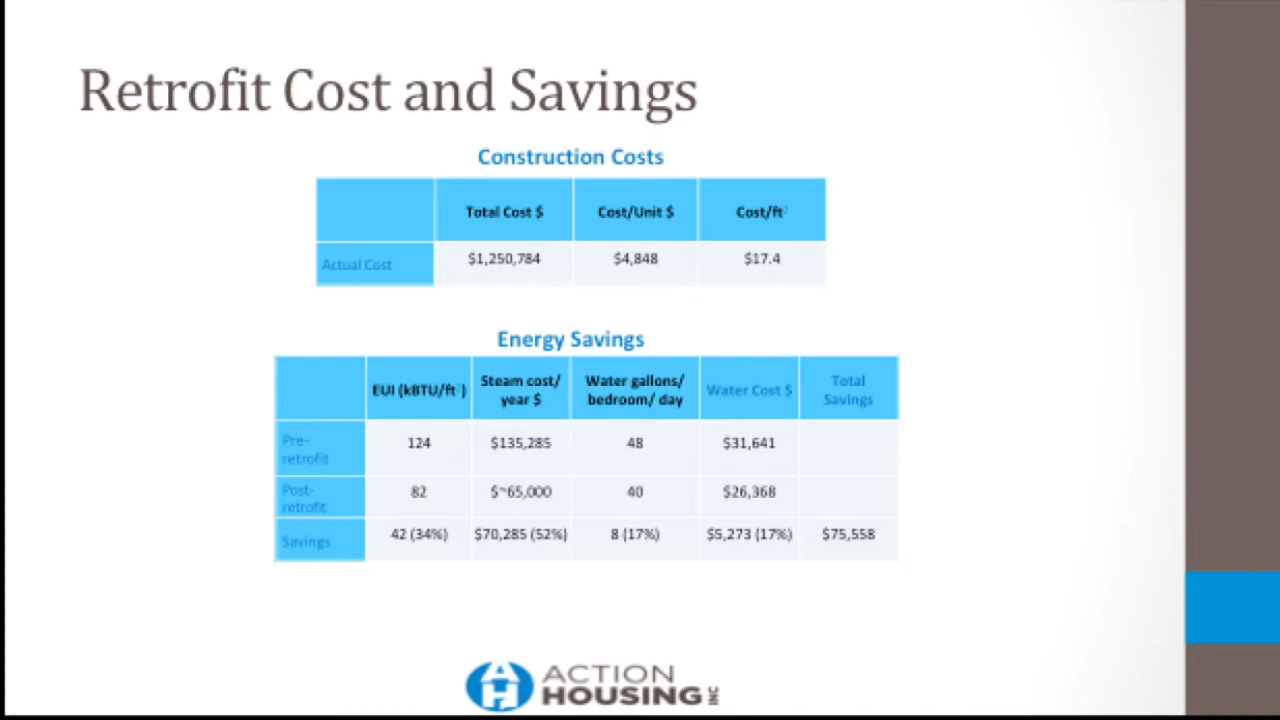 Retrofit Cost and Savings
Construction Costs
Total Cost $ Cost/Unit $ Cost/ft²
Actual Cost $1,250,784 $4,848 $17.4
Energy Savings
EUI (kBTU/ft²) Steam cost/ year $ Water gallons/ bedroom/ day Water Cost $ Total Savings
Pre-retrofit 124 $135,285 48 $31,641
Post-retrofit 82 $~65,000 40 $26,368
Savings 42 (34%) $70,285 (52%) 8 (17%) $5,273 (17%) $75,558
ACTION
HOUSING INC